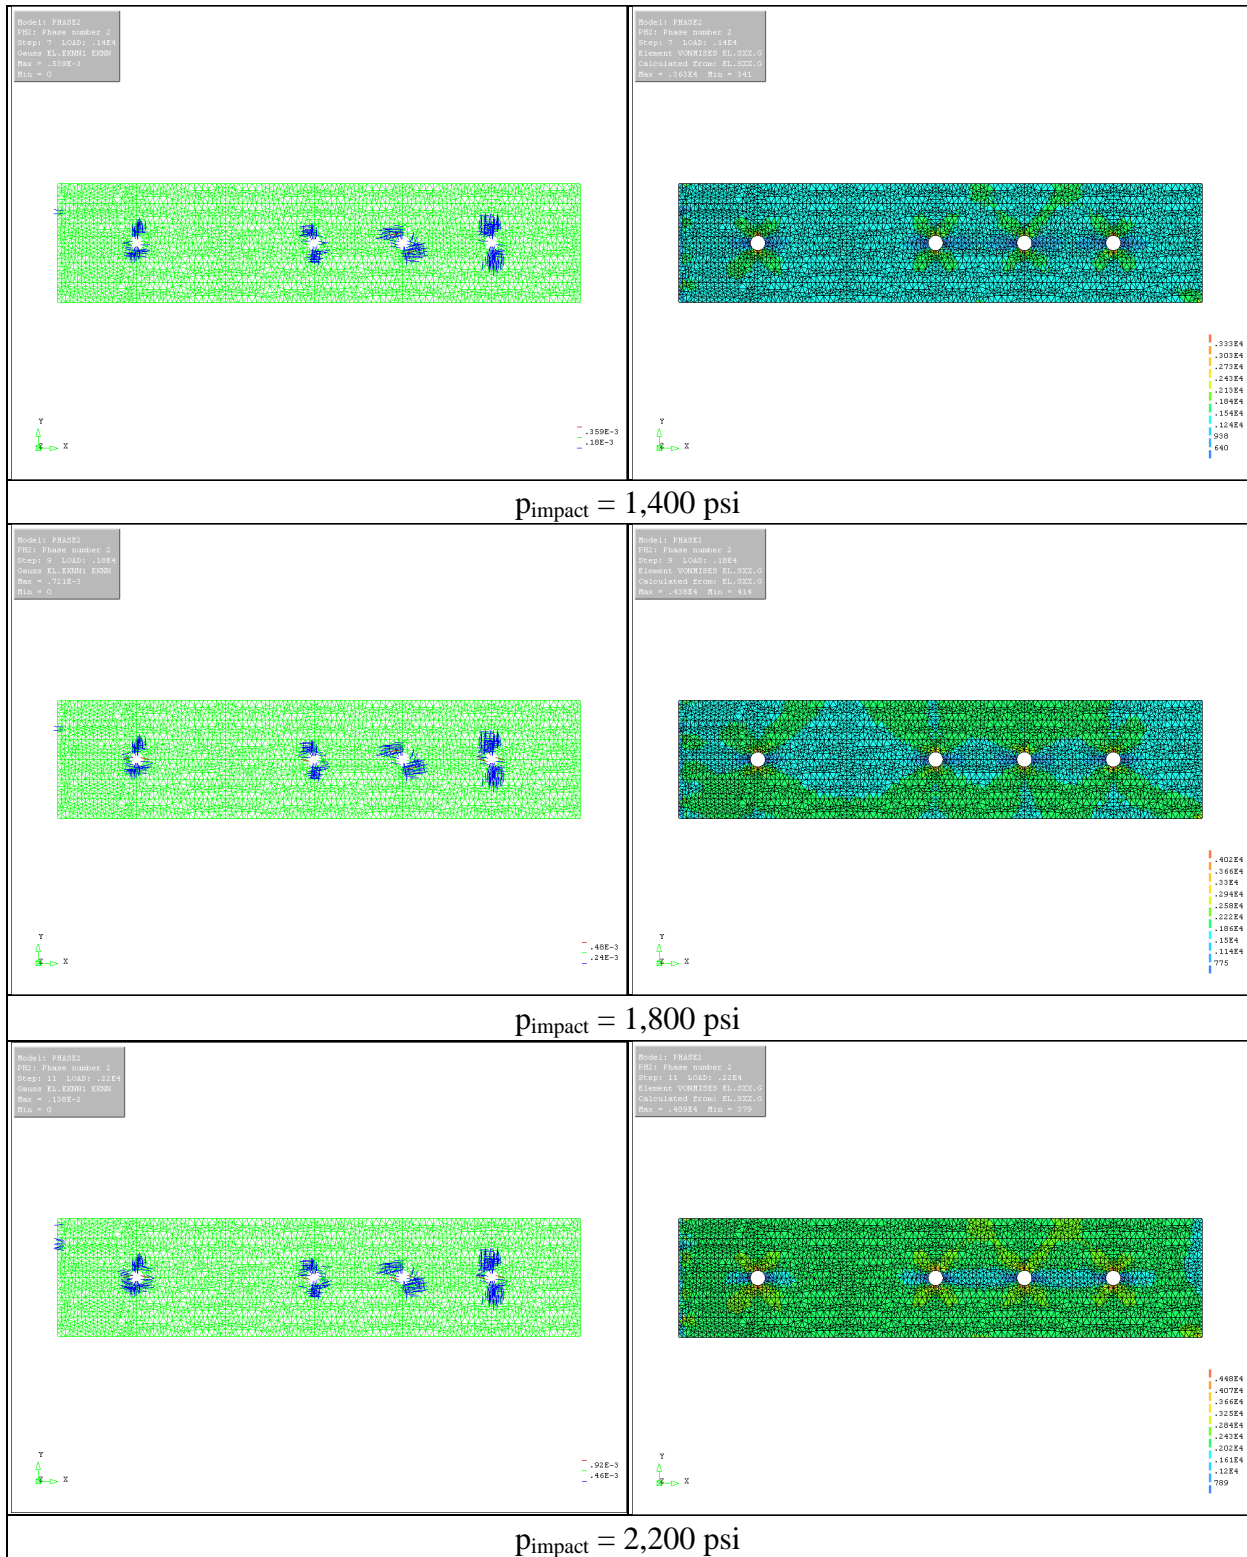 Model: PHASE2
PH2: Phase number 2
Step: 7 LOAD: .14E4
Gauss EL.EKNN1 EKNN
Max = .539E-3
Min = 0
Y
Z X
.359E-3
.18E-3
Model: PHASE2
PH2: Phase number 2
Step: 7 LOAD: .14E4
Element VONMISES EL.SXX.G
Calculated from: EL.SXX.G
Max = .363E4 Min = 341
.333E4
.303E4
.273E4
.243E4
.213E4
.184E4
.154E4
.124E4
938
640
Y
Z X
pimpact = 1,400 psi
Model: PHASE2
PH2: Phase number 2
Step: 9 LOAD: .18E4
Gauss EL.EKNN1 EKNN
Max = .721E-3
Min = 0
Y
Z X
.48E-3
.24E-3
Model: PHASE2
PH2: Phase number 2
Step: 9 LOAD: .18E4
Element VONMISES EL.SXX.G
Calculated from: EL.SXX.G
Max = .438E4 Min = 414
.402E4
.366E4
.33E4
.294E4
.258E4
.222E4
.186E4
.15E4
.114E4
775
Y
Z X
pimpact = 1,800 psi
Model: PHASE2
PH2: Phase number 2
Step: 11 LOAD: .22E4
Gauss EL.EKNN1 EKNN
Max = .138E-2
Min = 0
Y
Z X
.92E-3
.46E-3
Model: PHASE2
PH2: Phase number 2
Step: 11 LOAD: .22E4
Element VONMISES EL.SXX.G
Calculated from: EL.SXX.G
Max = .489E4 Min = 379
.448E4
.407E4
.366E4
.325E4
.284E4
.243E4
.202E4
.161E4
.12E4
789
Y
Z X
pimpact = 2,200 psi